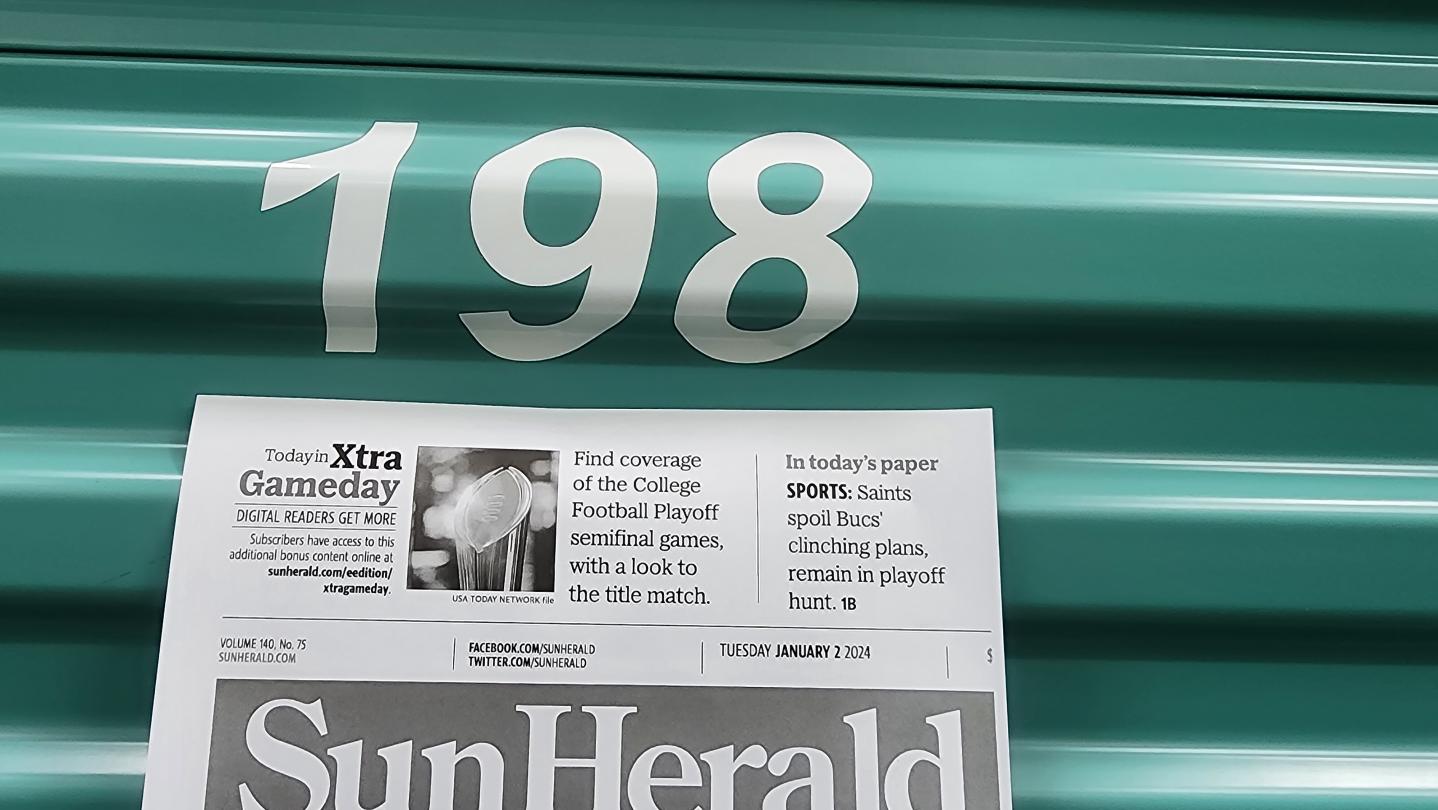 198
Today in Xtra
Gameday
DIGITAL READERS GET MORE
Subscribers have access to this
additional bonus content online at
sunherald.com/eedition/
xtragameday.
USA TODAY NETWORK file
Find coverage
of the College
Football Playoff
semifinal games,
with a look to
the title match.
In today's paper
SPORTS: Saints
spoil Bucs'
clinching plans,
remain in playoff
hunt. 1B
VOLUME 140, No. 75
SUNHERALD.COM
FACEBOOK.COM/SUNHERALD
TWITTER.COM/SUNHERALD
TUESDAY JANUARY 2 2024
$
Sun Herald